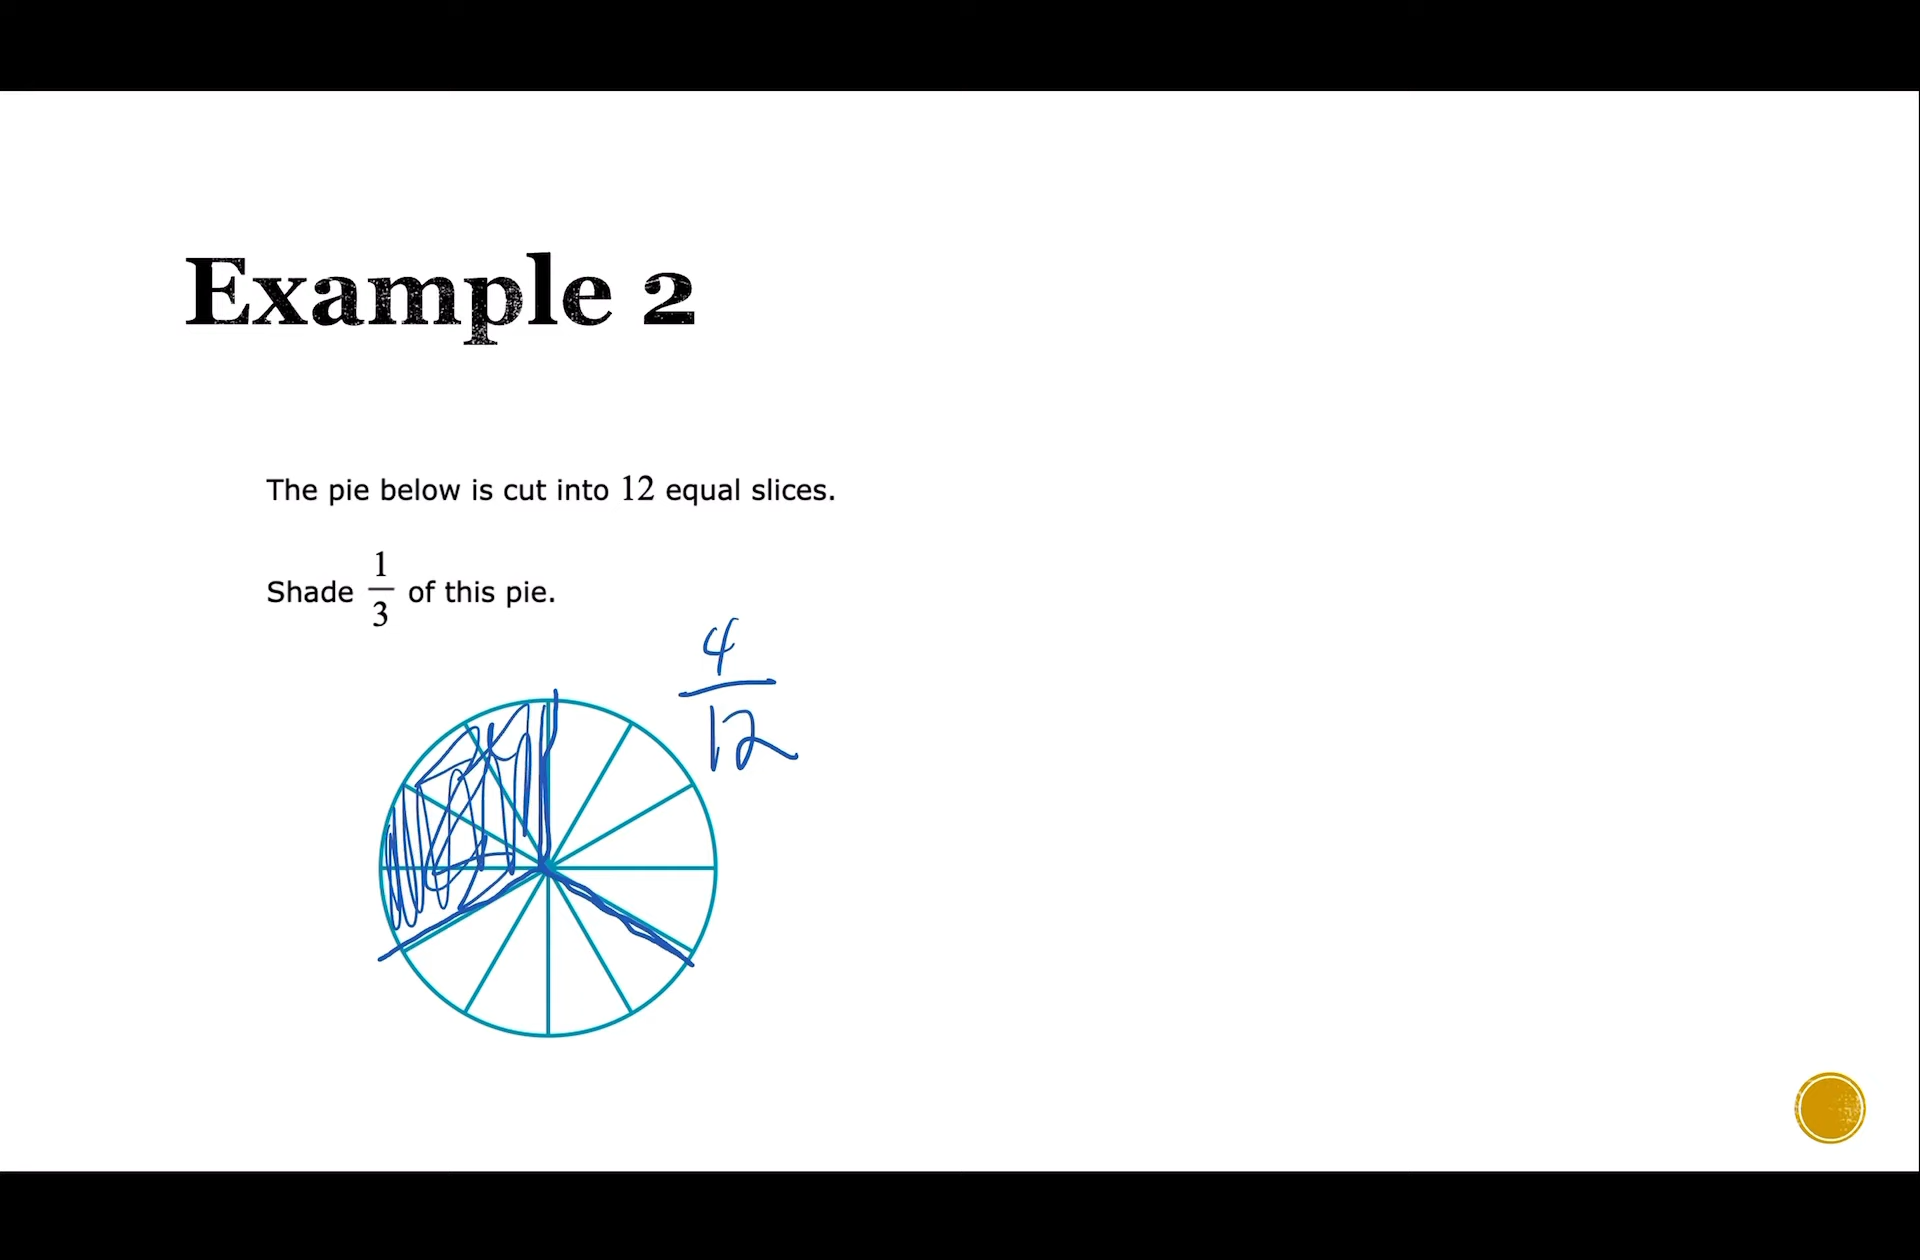 Example 2
The pie below is cut into 12 equal slices.
Shade 1/3 of this pie.
4/12